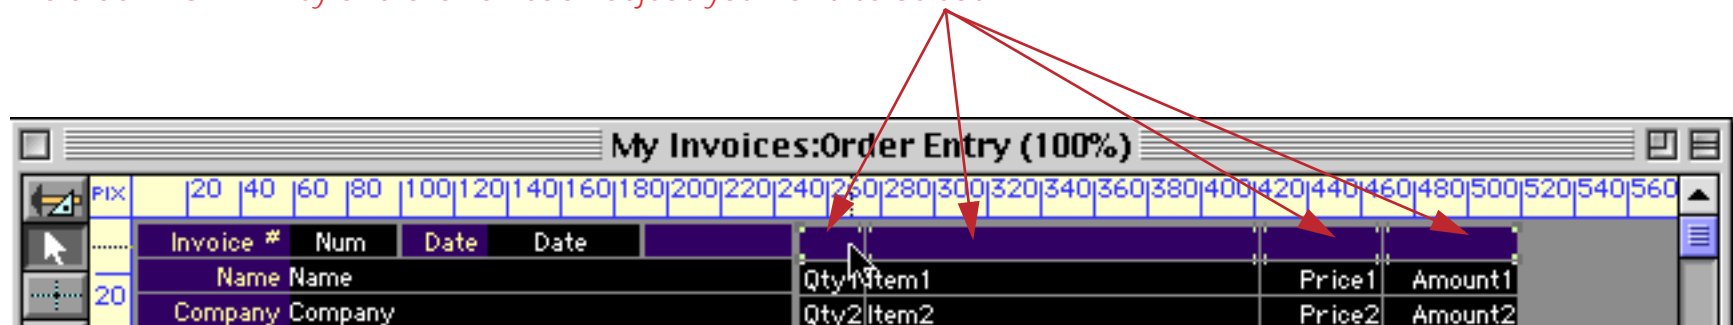 My Invoices:Order Entry (100%)
PIX 20 40 60 80 100 120 140 160 180 200 220 240 260 280 300 320 340 360 380 400 420 440 460 480 500 520 540 560
Invoice # Num Date Date
20
Name Name Item1 Price1 Amount1
Company Company Qty2 Item2 Price2 Amount2